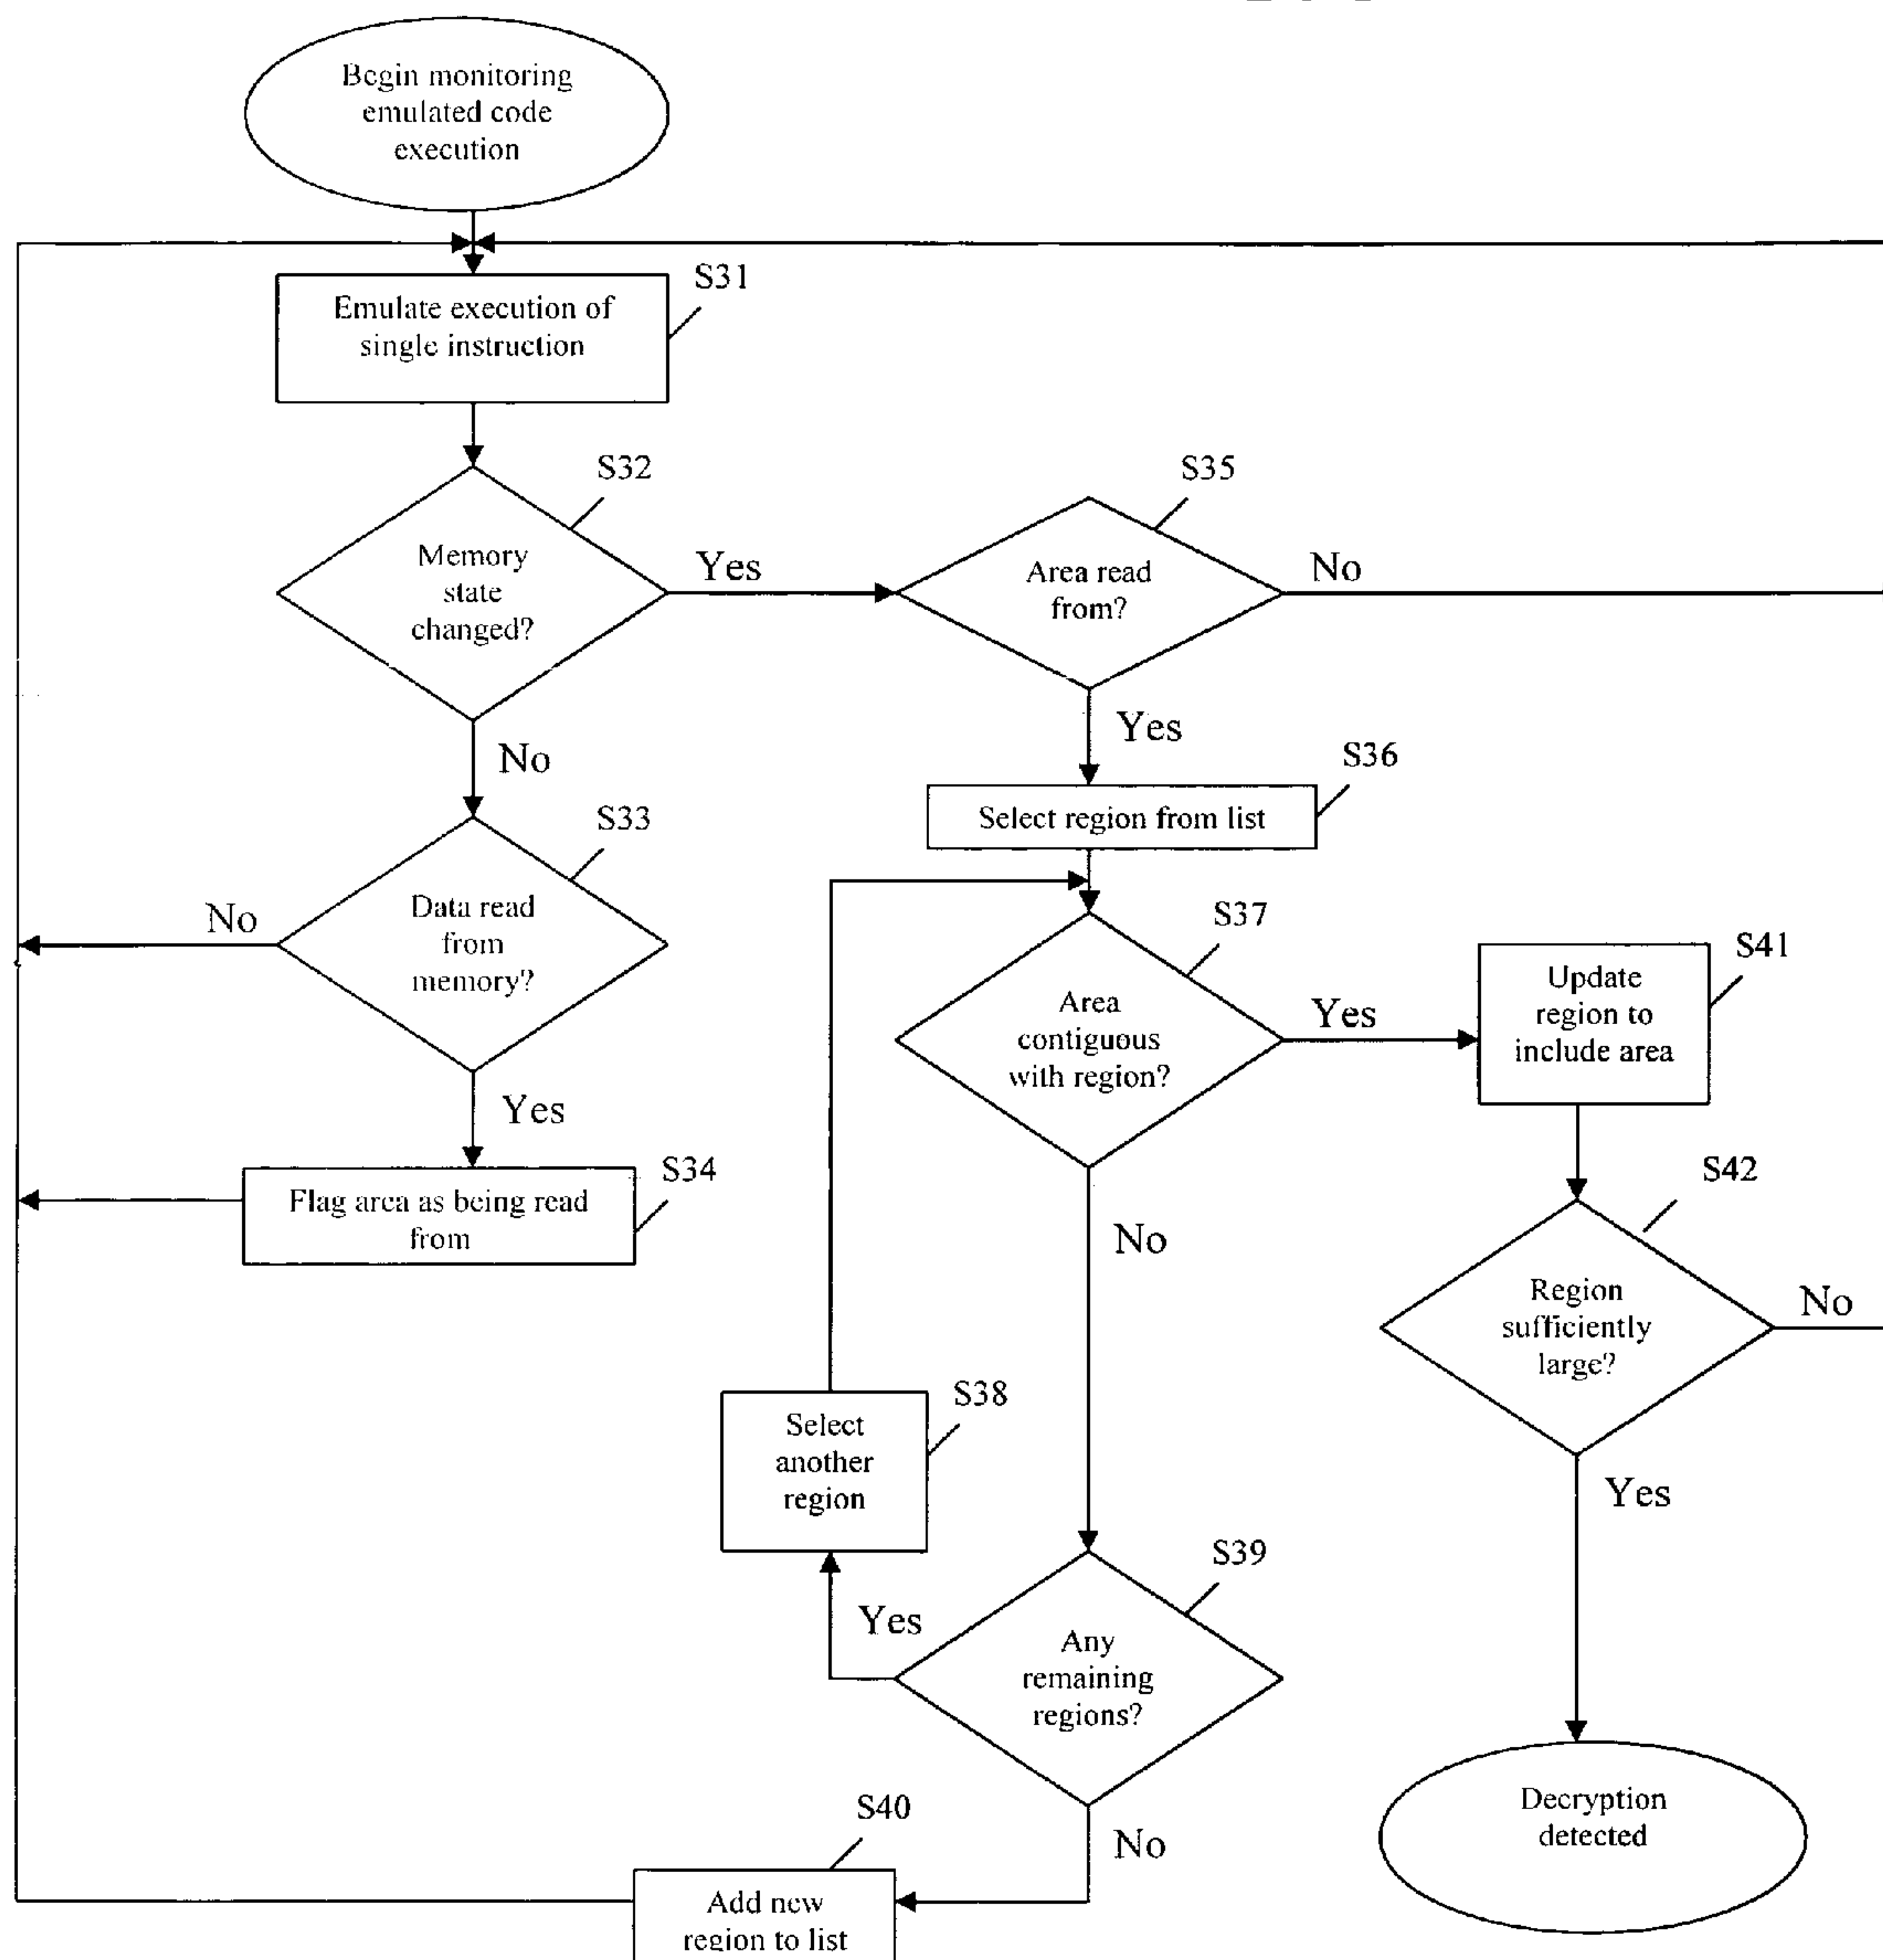 Begin monitoring
emulated code
execution
S31
Emulate execution of
single instruction
S32
Memory
state
changed?
Yes
S35
Area read
from?
No
Yes
No
S36
Select region from list
S33
Data read
from
memory?
No
Yes
S37
Area
contiguous
with region?
Yes
S41
Update
region to
include area
S34
Flag area as being read
from
No
S42
Region
sufficiently
large?
No
S38
Select
another
region
Yes
S39
Any
remaining
regions?
Yes
Decryption
detected
S40
No
Add new
region to list